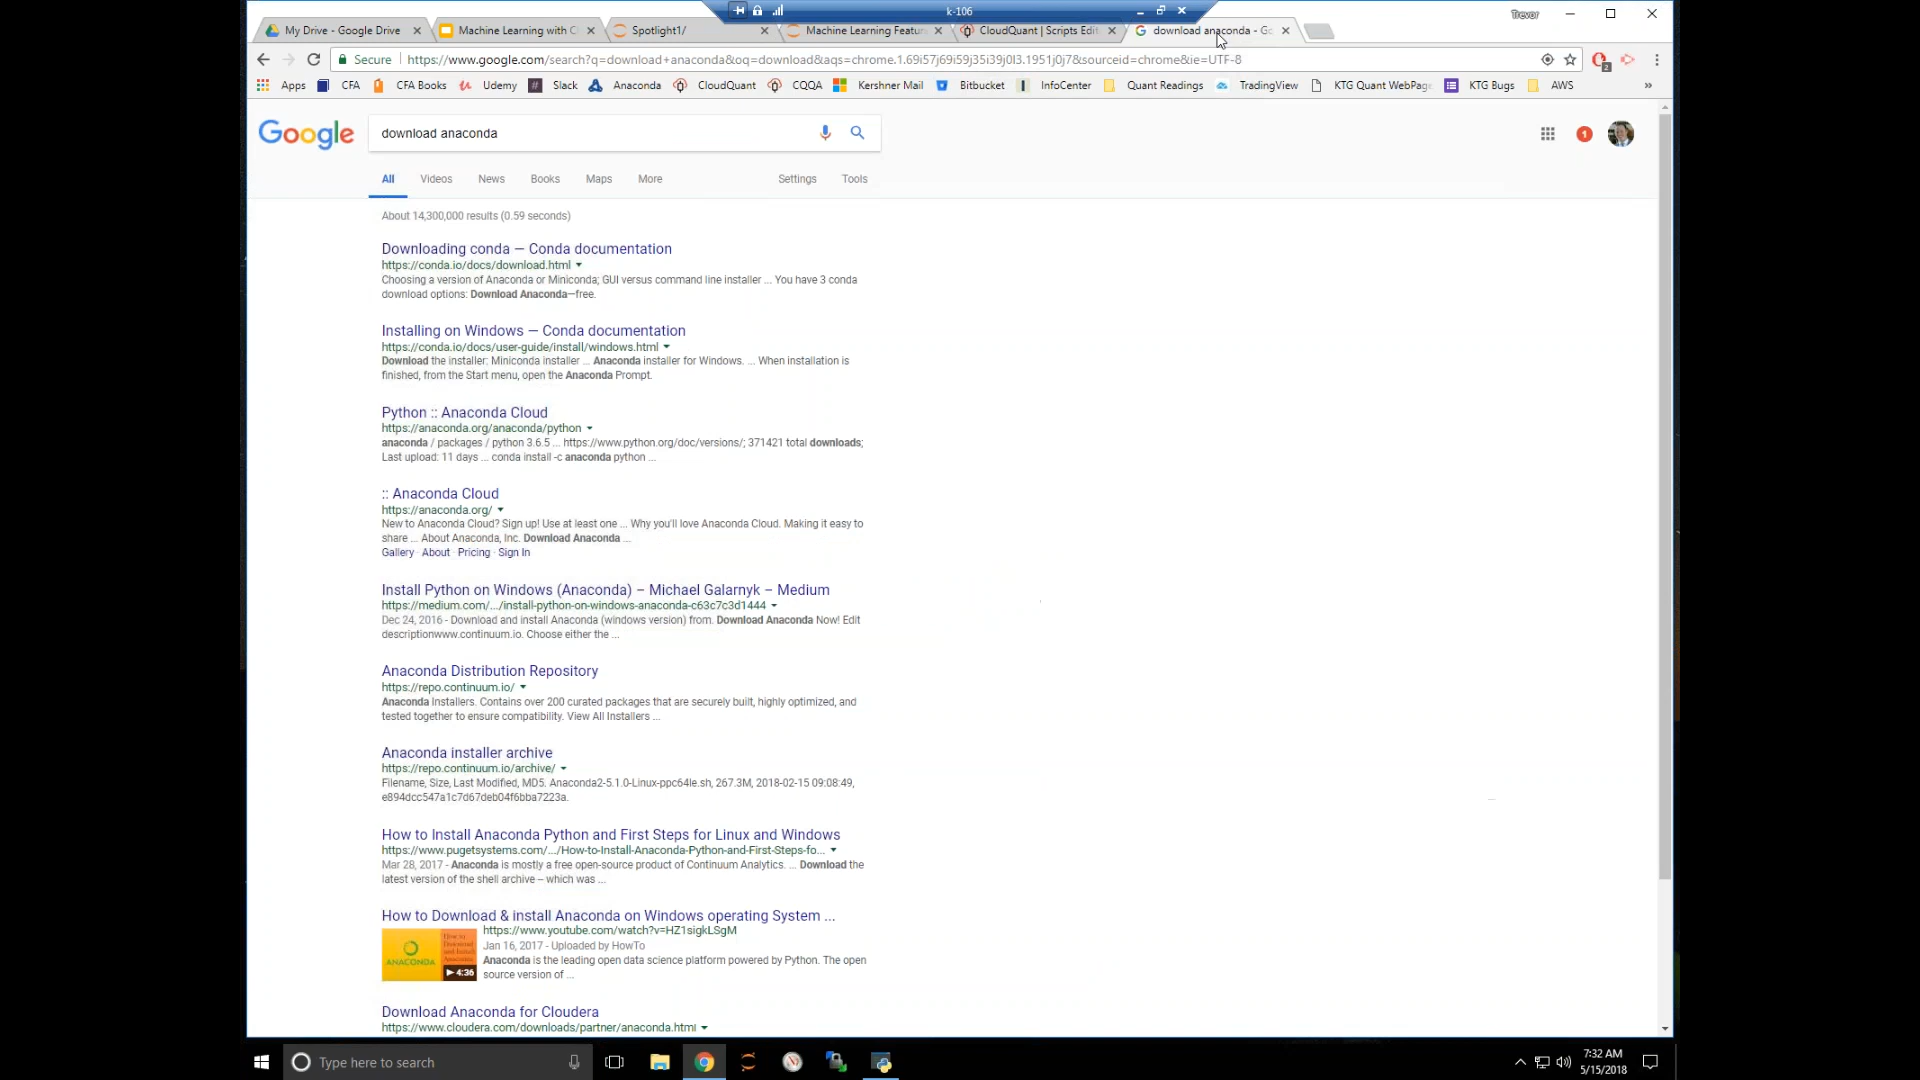 k-106
Trevor
My Drive - Google Drive
Machine Learning with C
Spotlight1/
Machine Learning Featur
CloudQuant | Scripts Edit
download anaconda - Go
Secure
https://www.google.com/search?q=download+anaconda&oq=download&aqs=chrome.1.69i57j69i59j35i39j0l3.1951j0j7&sourceid=chrome&ie=UTF-8
2
Apps
CFA
CFA Books
Udemy
Slack
Anaconda
CloudQuant
CQQA
Kershner Mail
Bitbucket
InfoCenter
Quant Readings
TradingView
KTG Quant WebPag
KTG Bugs
AWS
»
Google
download anaconda
1
All
Videos
News
Books
Maps
More
Settings
Tools
About 14,300,000 results (0.59 seconds)
Downloading conda — Conda documentation
https://conda.io/docs/download.html
Choosing a version of Anaconda or Miniconda; GUI versus command line installer ... You have 3 conda
download options: Download Anaconda—free.
Installing on Windows — Conda documentation
https://conda.io/docs/user-guide/install/windows.html
Download the installer: Miniconda installer ... Anaconda installer for Windows. ... When installation is
finished, from the Start menu, open the Anaconda Prompt.
Python :: Anaconda Cloud
https://anaconda.org/anaconda/python
anaconda / packages / python 3.6.5 ... https://www.python.org/doc/versions/; 371421 total downloads;
Last upload: 11 days ... conda install -c anaconda python ...
:: Anaconda Cloud
https://anaconda.org/
New to Anaconda Cloud? Sign up! Use at least one ... Why you'll love Anaconda Cloud. Making it easy to
share ... About Anaconda, Inc. Download Anaconda ...
Gallery · About · Pricing · Sign In
Install Python on Windows (Anaconda) – Michael Galarnyk – Medium
https://medium.com/.../install-python-on-windows-anaconda-c63c7c3d1444
Dec 24, 2016 - Download and install Anaconda (windows version) from. Download Anaconda Now! Edit
descriptionwww.continuum.io. Choose either the ...
Anaconda Distribution Repository
https://repo.continuum.io/
Anaconda Installers. Contains over 200 curated packages that are securely built, highly optimized, and
tested together to ensure compatibility. View All Installers ...
Anaconda installer archive
https://repo.continuum.io/archive/
Filename, Size, Last Modified, MD5. Anaconda2-5.1.0-Linux-ppc64le.sh, 267.3M, 2018-02-15 09:08:49,
e894dcc547a1c7d67deb04f6bba7223a.
How to Install Anaconda Python and First Steps for Linux and Windows
https://www.pugetsystems.com/.../How-to-Install-Anaconda-Python-and-First-Steps-fo...
Mar 28, 2017 - Anaconda is mostly a free open-source product of Continuum Analytics. ... Download the
latest version of the shell archive – which was ...
How to Download & install Anaconda on Windows operating System ...
https://www.youtube.com/watch?v=HZ1sigkLSgM
Jan 16, 2017 - Uploaded by HowTo
Anaconda is the leading open data science platform powered by Python. The open
source version of ...
ANACONDA
How to
Download
and Install
Anaconda
4:36
Download Anaconda for Cloudera
https://www.cloudera.com/downloads/partner/anaconda.html
Type here to search
7:32 AM
5/15/2018